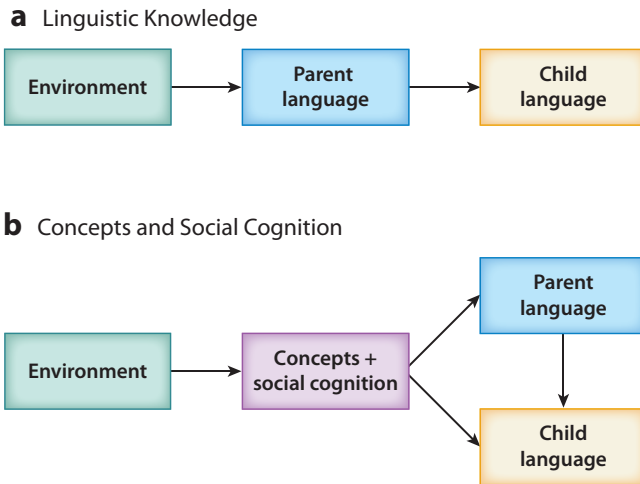 a Linguistic Knowledge
Environment
Parent
language
Child
language
b Concepts and Social Cognition
Parent
language
Environment
Concepts +
social cognition
Child
language